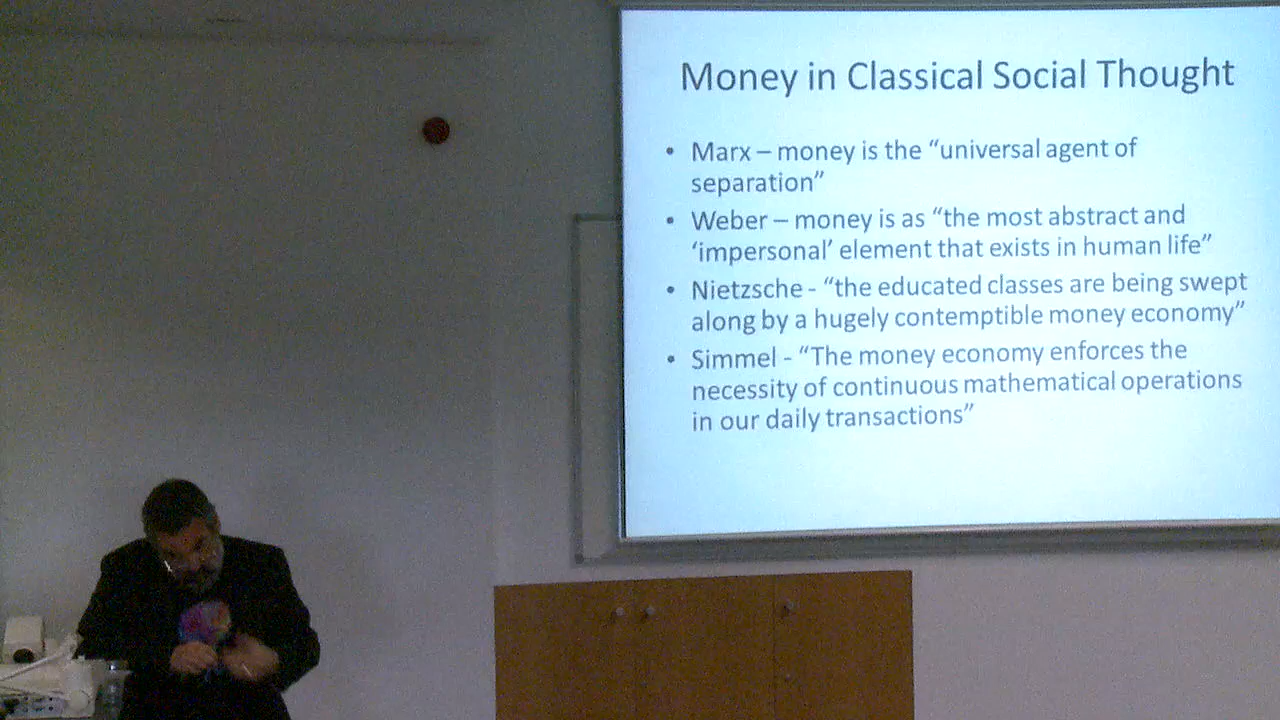 Money in Classical Social Thought
• Marx – money is the “universal agent of
separation”
• Weber – money is as “the most abstract and
‘impersonal’ element that exists in human life”
• Nietzsche - “the educated classes are being swept
along by a hugely contemptible money economy”
• Simmel - “The money economy enforces the
necessity of continuous mathematical operations
in our daily transactions”